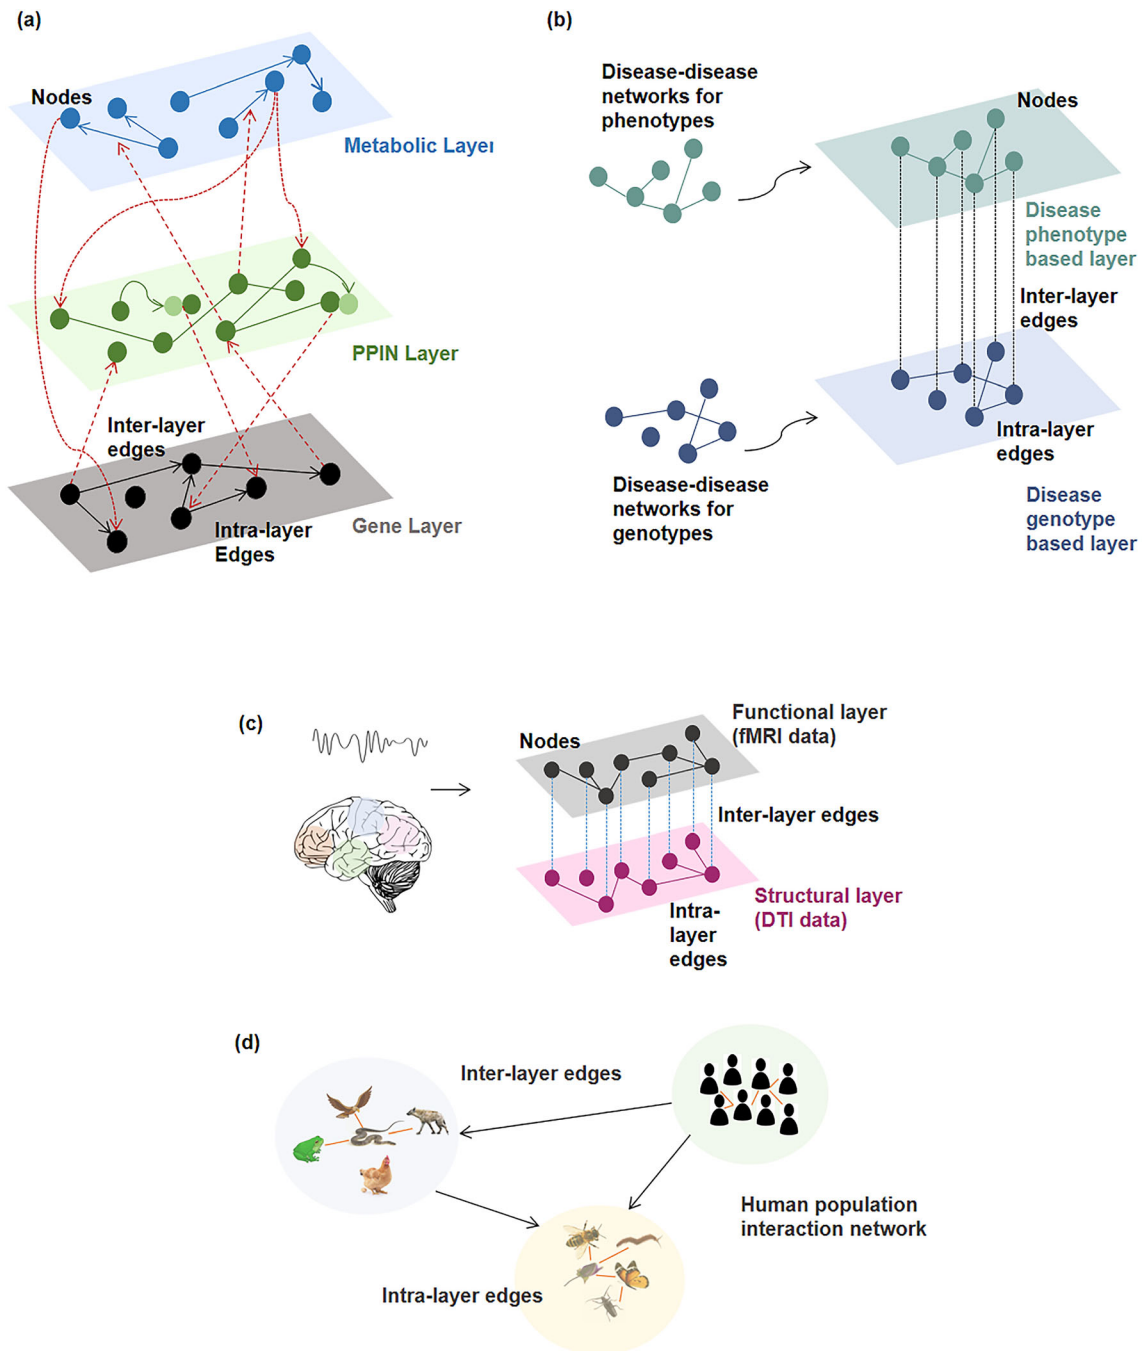 (a)
Nodes
Metabolic Layer
PPIN Layer
Inter-layer
edges
Intra-layer
Edges
Gene Layer
(b)
Disease-disease
networks for
phenotypes
Nodes
Disease
phenotype
based layer
Inter-layer
edges
Disease-disease
networks for
genotypes
Intra-layer
edges
Disease
genotype
based layer
(c)
Nodes
Functional layer
(fMRI data)
Inter-layer edges
Structural layer
(DTI data)
Intra-
layer
edges
(d)
Inter-layer edges
Human population
interaction network
Intra-layer edges